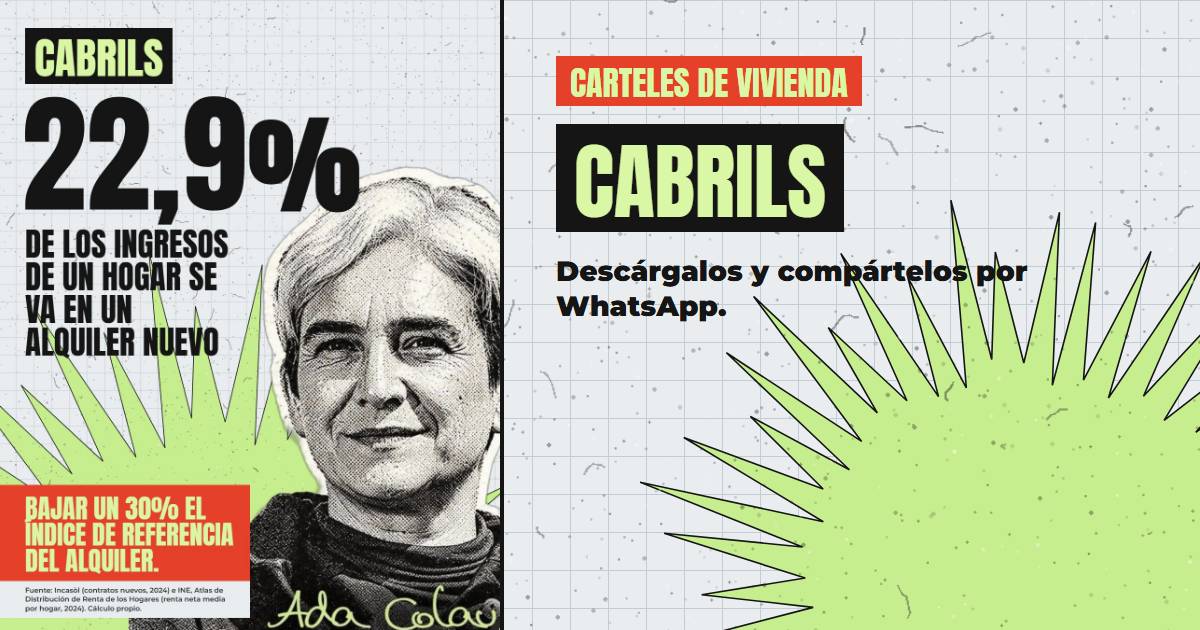 CABRILS
22,9%
DE LOS INGRESOS
DE UN HOGAR SE
VA EN UN
ALQUILER NUEVO
BAJAR UN 30% EL
ÍNDICE DE REFERENCIA
DEL ALQUILER.
Fuente: Incasòl (contratos nuevos, 2024) e INE, Atlas de
Distribución de Renta de los Hogares (renta neta media
por hogar, 2024). Cálculo propio.
Ada Colau
CARTELES DE VIVIENDA
CABRILS
Descárgalos y compártelos por
WhatsApp.